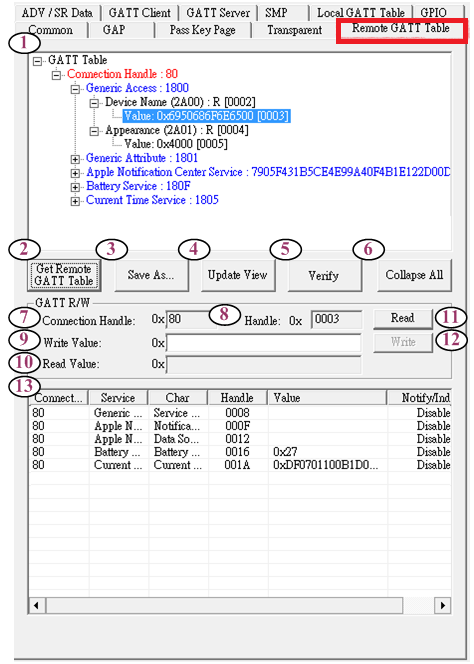 ADV / SR Data GATT Client GATT Server SMP Local GATT Table GPIO
Common GAP Pass Key Page Transparent Remote GATT Table
1
GATT Table
Connection Handle : 80
Generic Access : 1800
Device Name (2A00) : R [0002]
Value: 0x6950686F6E6500 [0003]
Appearance (2A01) : R [0004]
Value: 0x4000 [0005]
Generic Attribute : 1801
Apple Notification Center Service : 7905F431B5CE4E99A40F4B1E122D00D
Battery Service : 180F
Current Time Service : 1805
2 3 4 5 6
Get Remote GATT Table Save As... Update View Verify Collapse All
GATT R/W
7 Connection Handle: 0x 80 8 Handle: 0x 0003 Read 11
9 Write Value: 0x Write 12
10 Read Value: 0x
13
Connect... Service Char Handle Value Notify/Ind
80 Generic ... Service ... 0008 Disable
80 Apple N... Notifica... 000F Disable
80 Apple N... Data So... 0012 Disable
80 Battery ... Battery ... 0016 0x27 Disable
80 Current ... Current ... 001A 0xDF0701100B1D0... Disable